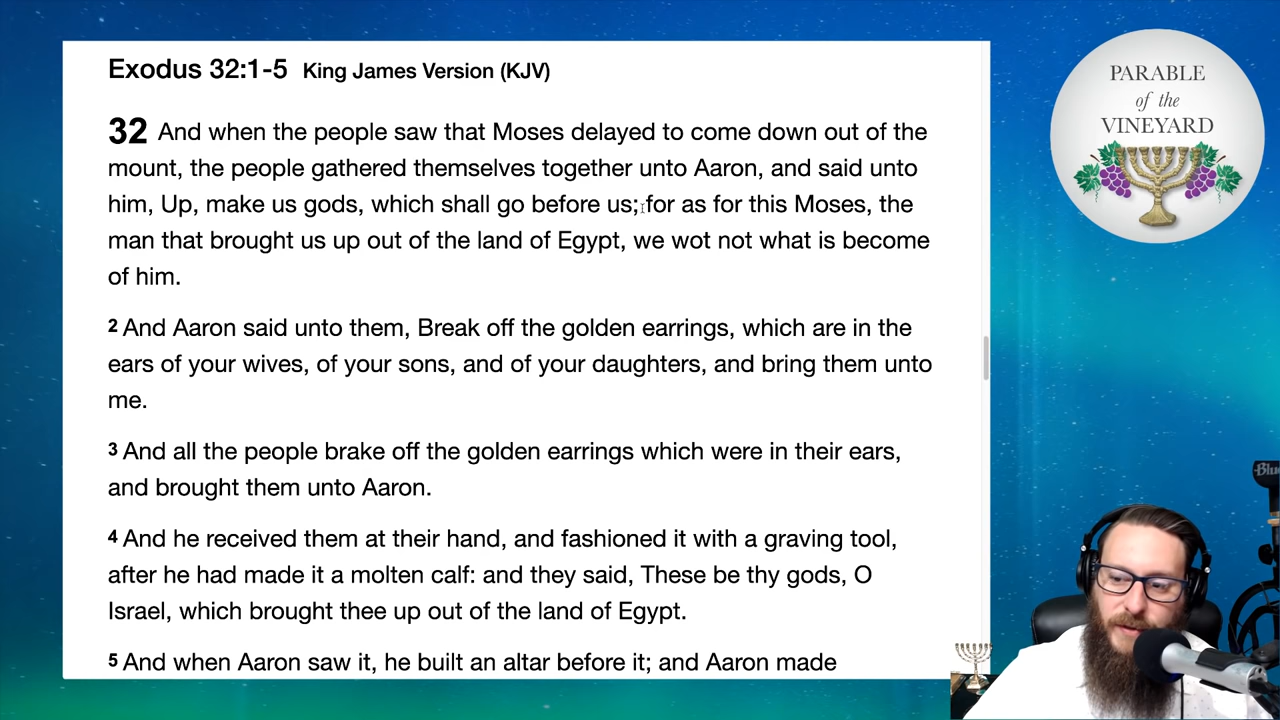 Exodus 32:1-5 King James Version (KJV)
32 And when the people saw that Moses delayed to come down out of the
mount, the people gathered themselves together unto Aaron, and said unto
him, Up, make us gods, which shall go before us; for as for this Moses, the
man that brought us up out of the land of Egypt, we wot not what is become
of him.
2 And Aaron said unto them, Break off the golden earrings, which are in the
ears of your wives, of your sons, and of your daughters, and bring them unto
me.
3 And all the people brake off the golden earrings which were in their ears,
and brought them unto Aaron.
4 And he received them at their hand, and fashioned it with a graving tool,
after he had made it a molten calf: and they said, These be thy gods, O
Israel, which brought thee up out of the land of Egypt.
5 And when Aaron saw it, he built an altar before it; and Aaron made
PARABLE
of the
VINEYARD
Blu